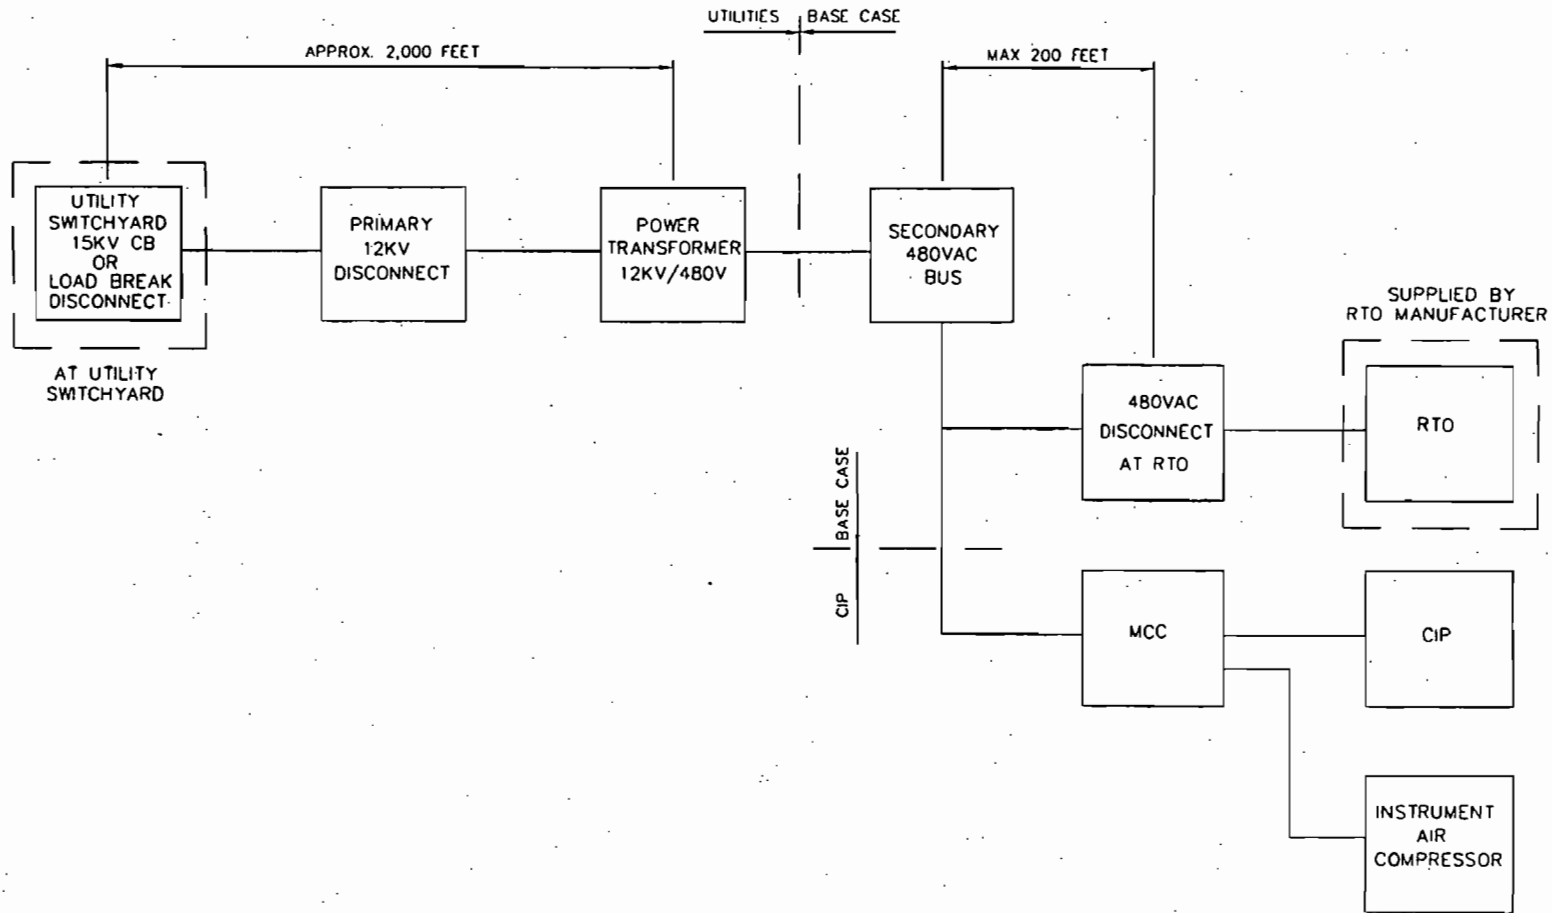 UTILITIES
BASE CASE
APPROX. 2,000 FEET
MAX 200 FEET
UTILITY
SWITCHYARD
15KV CB
OR
LOAD BREAK
DISCONNECT
PRIMARY
12KV
DISCONNECT
POWER
TRANSFORMER
12KV/480V
SECONDARY
480VAC
BUS
AT UTILITY
SWITCHYARD
SUPPLIED BY
RTO MANUFACTURER
480VAC
DISCONNECT
AT RTO
RTO
BASE CASE
CIP
MCC
CIP
INSTRUMENT
AIR
COMPRESSOR